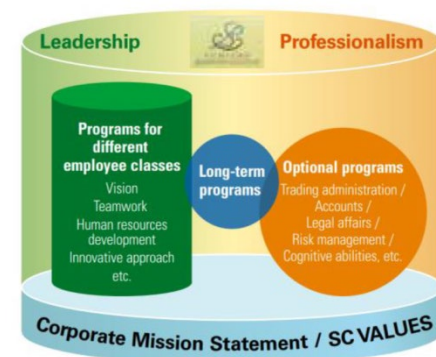 Leadership
Professionalism
Programs for
different
employee classes
Vision
Teamwork
Human resources
development
Innovative approach
etc.
Long-term
programs
Optional programs
Trading administration /
Accounts /
Legal affairs /
Risk management /
Cognitive abilities, etc.
Corporate Mission Statement / SC VALUES